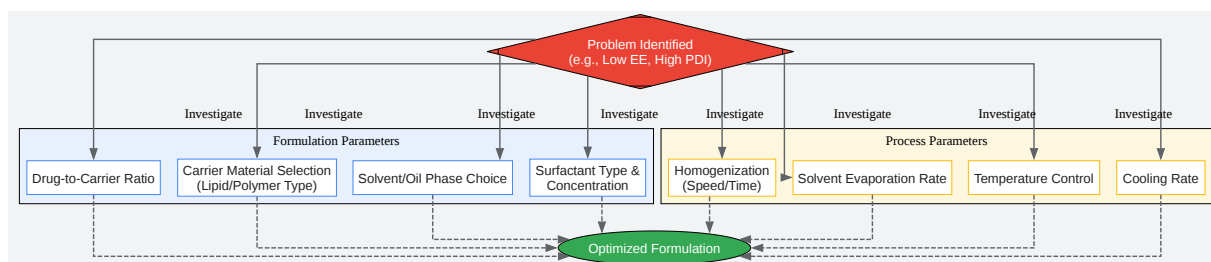 Problem Identified
(e.g., Low EE, High PDI)
Investigate
Investigate
Investigate
Investigate
Investigate
Investigate
Investigate
Investigate
Formulation Parameters
Process Parameters
Drug-to-Carrier Ratio
Carrier Material Selection
(Lipid/Polymer Type)
Solvent/Oil Phase Choice
Surfactant Type &
Concentration
Homogenization
(Speed/Time)
Solvent Evaporation Rate
Temperature Control
Cooling Rate
Optimized Formulation